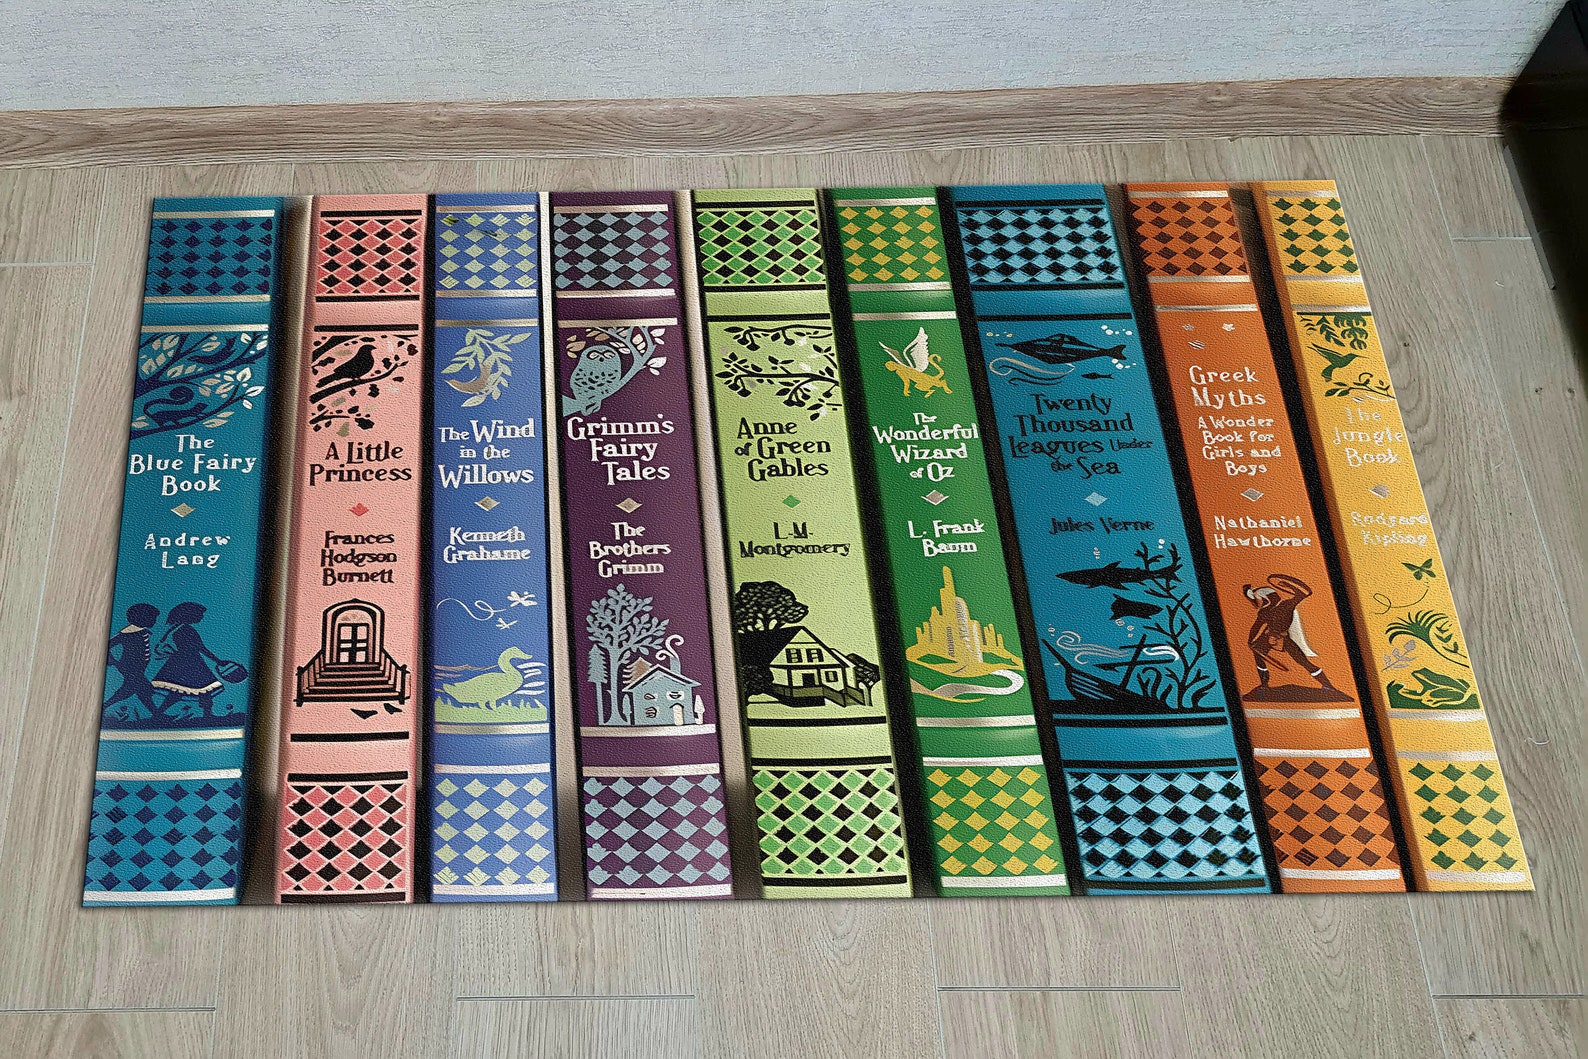 The
Blue Fairy
Book
Andrew
Lang
A Little
Princess
Frances
Hodgson
Burnett
The Wind
in the
Willows
Kenneth
Grahame
Grimm's
Fairy
Tales
The
Brothers
Grimm
Anne
of Green
Gables
L.M.
Montgomery
The
Wonderful
Wizard
of Oz
L. Frank
Baum
Twenty
Thousand
Leagues Under
the Sea
Jules Verne
Greek
Myths
A Wonder
Book for
Girls and
Boys
Nathaniel
Hawthorne
The
Jungle
Book
Rudyard
Kipling